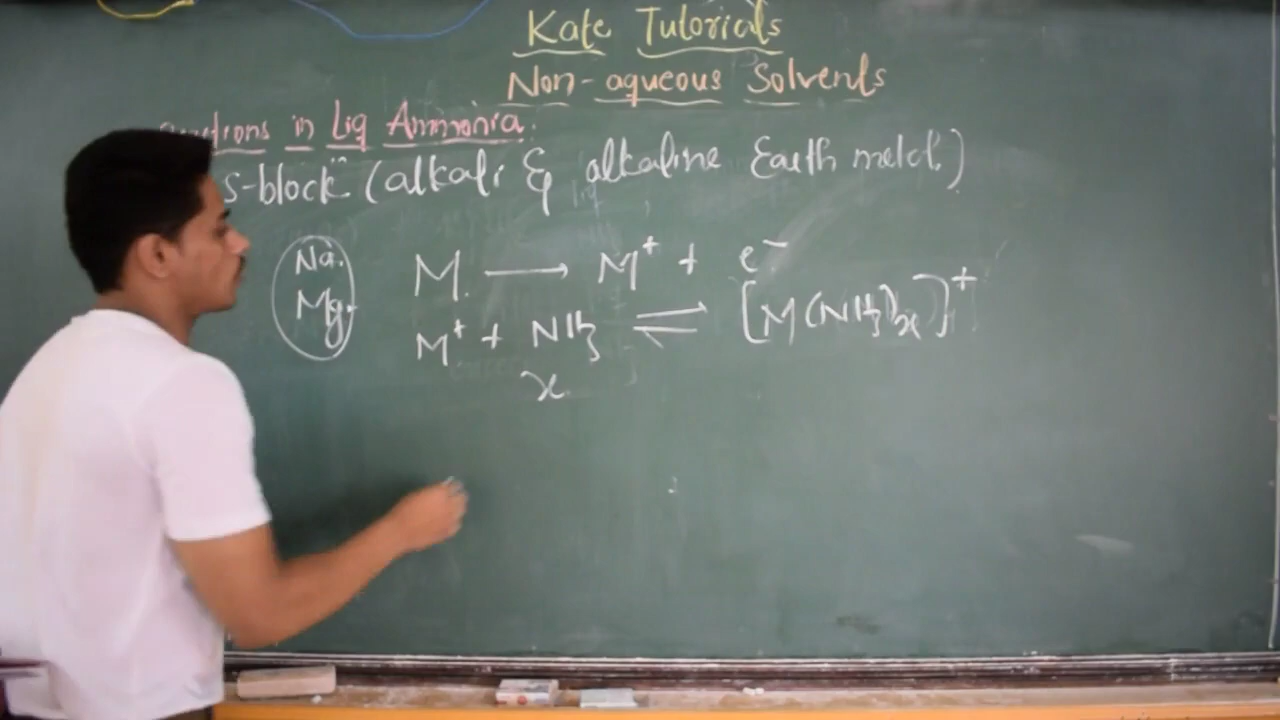 Kate Tutorials
Non-aqueous Solvents
in Liq Ammonia.
s-block (alkali & alkaline Earth metal.)
Na. M. ⟶ M⁺ + e⁻
Mg. M⁺ + NH₃ ⇌ [M(NH₃)x]⁺
x